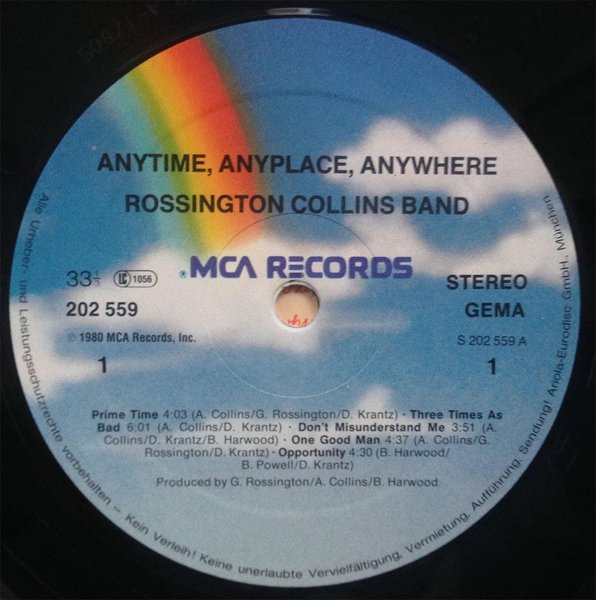 ANYTIME, ANYPLACE, ANYWHERE
ROSSINGTON COLLINS BAND
® MCA RECORDS
33⅓ LC 1056
STEREO
202 559
GEMA
℗ 1980 MCA Records, Inc.
S 202 559 A
1
1
Prime Time 4:03 (A. Collins/G. Rossington/D. Krantz) · Three Times As
Bad 6:01 (A. Collins/D. Krantz) · Don't Misunderstand Me 3:51 (A.
Collins/D. Krantz/B. Harwood) · One Good Man 4:37 (A. Collins/G.
Rossington/D. Krantz) · Opportunity 4:30 (B. Harwood/
B. Powell/D. Krantz)
Produced by G. Rossington/A. Collins/B. Harwood
Alle Urheber- und Leistungsschutzrechte vorbehalten – Kein Verleih! Keine unerlaubte Vervielfältigung, Vermietung, Aufführung, Sendung! Ariola-Eurodisc GmbH., München